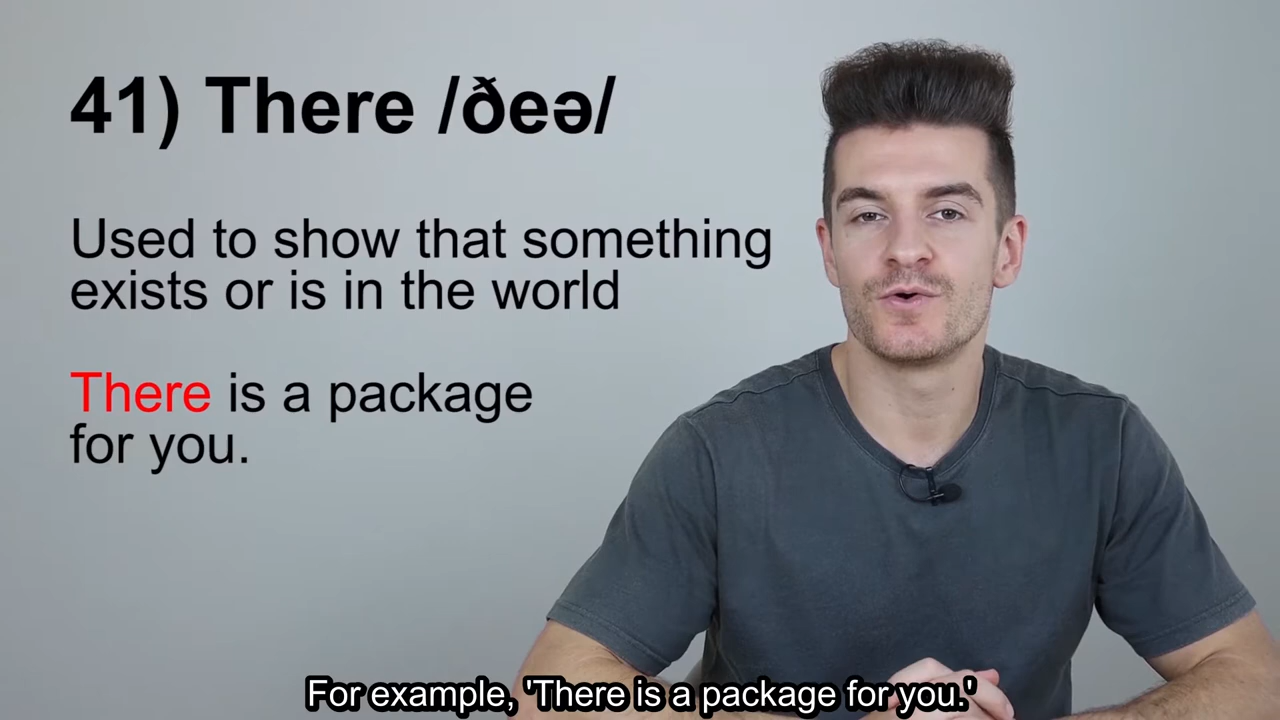 41) There /ðeə/
Used to show that something
exists or is in the world
There is a package
for you.
For example, 'There is a package for you.'